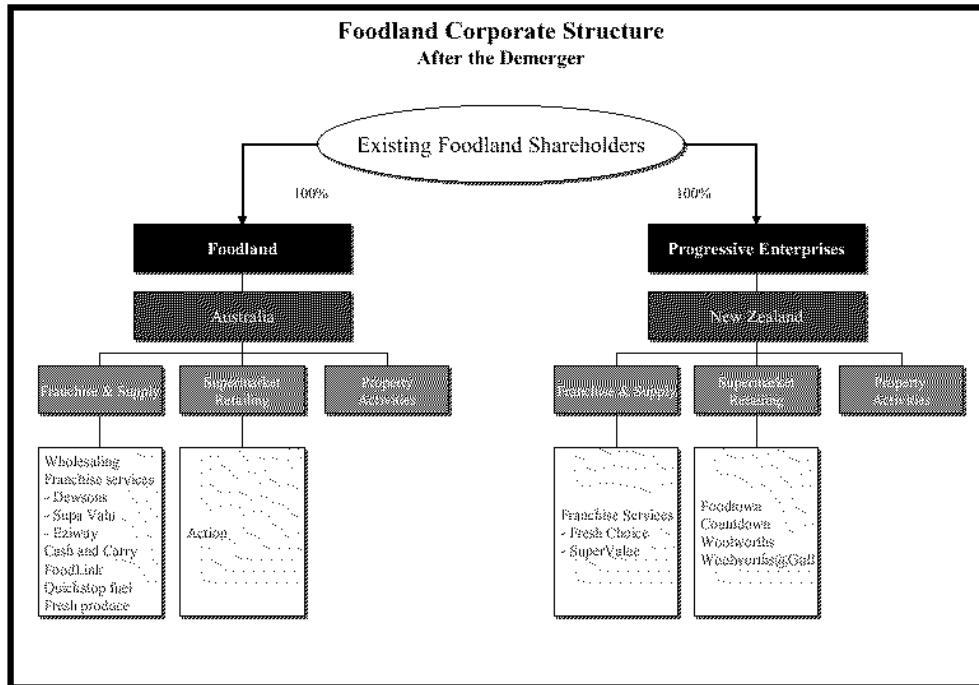 Foodland Corporate Structure
After the Demerger
Existing Foodland Shareholders
100%
100%
Foodland
Progressive Enterprises
Australia
New Zealand
Franchise & Supply
Supermarket
Retailing
Property
Activities
Franchise & Supply
Supermarket
Retailing
Property
Activities
Wholesaling
Franchise services
- Dewsons
- Supa Valu
- Eziway
Cash and Carry
FoodLink
Quickstop fuel
Fresh produce
Action
Franchise Services
- Fresh Choice
- SuperValue
Foodtown
Countdown
Woolworths
Woolworths@Gull